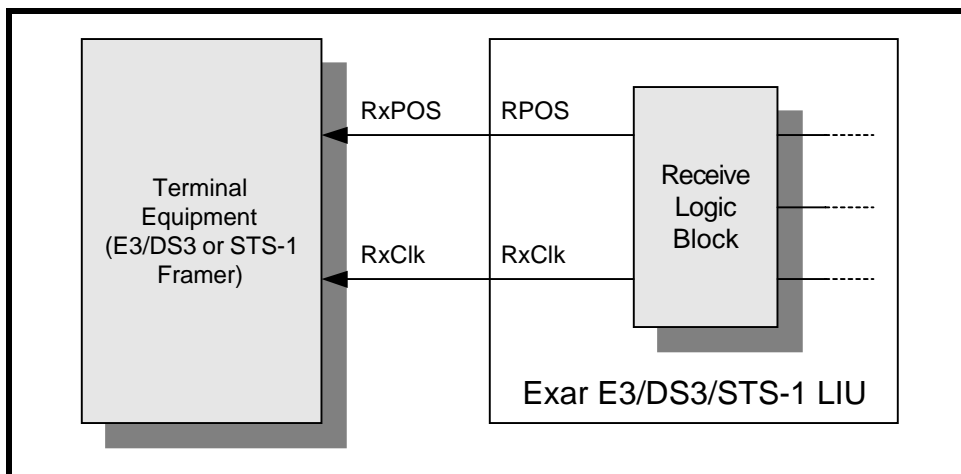 Terminal
Equipment
(E3/DS3 or STS-1
Framer)
RxPOS
RPOS
RxClk
RxClk
Receive
Logic
Block
Exar E3/DS3/STS-1 LIU